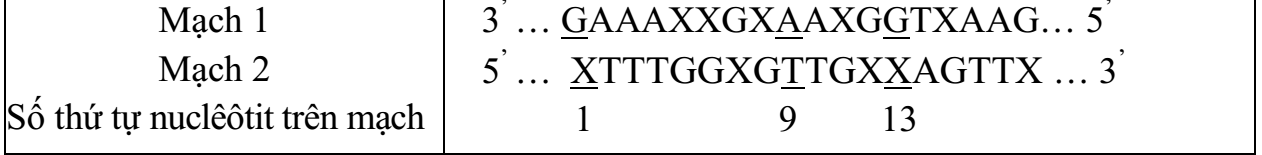 Mạch 1 3’ … GAAAXXGXAAXGGTXAAG… 5’
Mạch 2 5’ … XTTTGGXGTTGXXAGTTX … 3’
Số thứ tự nuclêôtit trên mạch 1 9 13